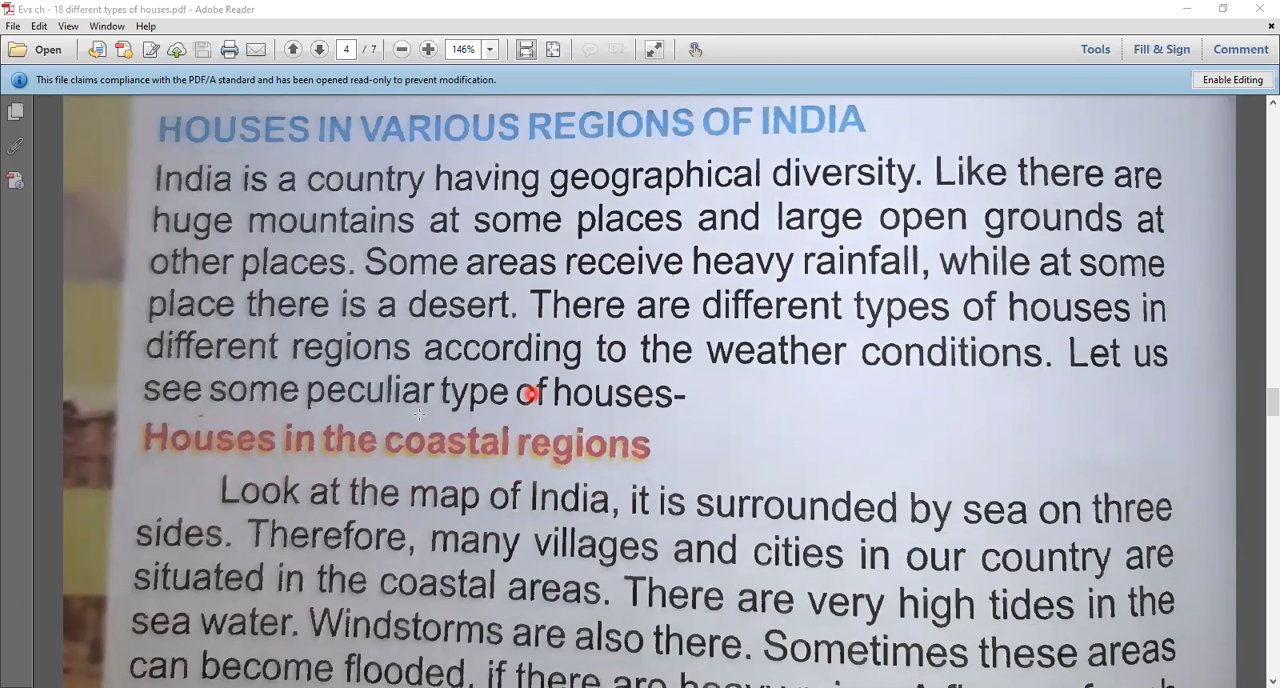 Evs ch - 18 different types of houses.pdf - Adobe Reader
File Edit View Window Help
Open 4 / 7 146% Tools Fill & Sign Comment
This file claims compliance with the PDF/A standard and has been opened read-only to prevent modification. Enable Editing
HOUSES IN VARIOUS REGIONS OF INDIA
India is a country having geographical diversity. Like there are
huge mountains at some places and large open grounds at
other places. Some areas receive heavy rainfall, while at some
place there is a desert. There are different types of houses in
different regions according to the weather conditions. Let us
see some peculiar type of houses-
Houses in the coastal regions
Look at the map of India, it is surrounded by sea on three
sides. Therefore, many villages and cities in our country are
situated in the coastal areas. There are very high tides in the
sea water. Windstorms are also there. Sometimes these areas
can become flooded, if there are heavy